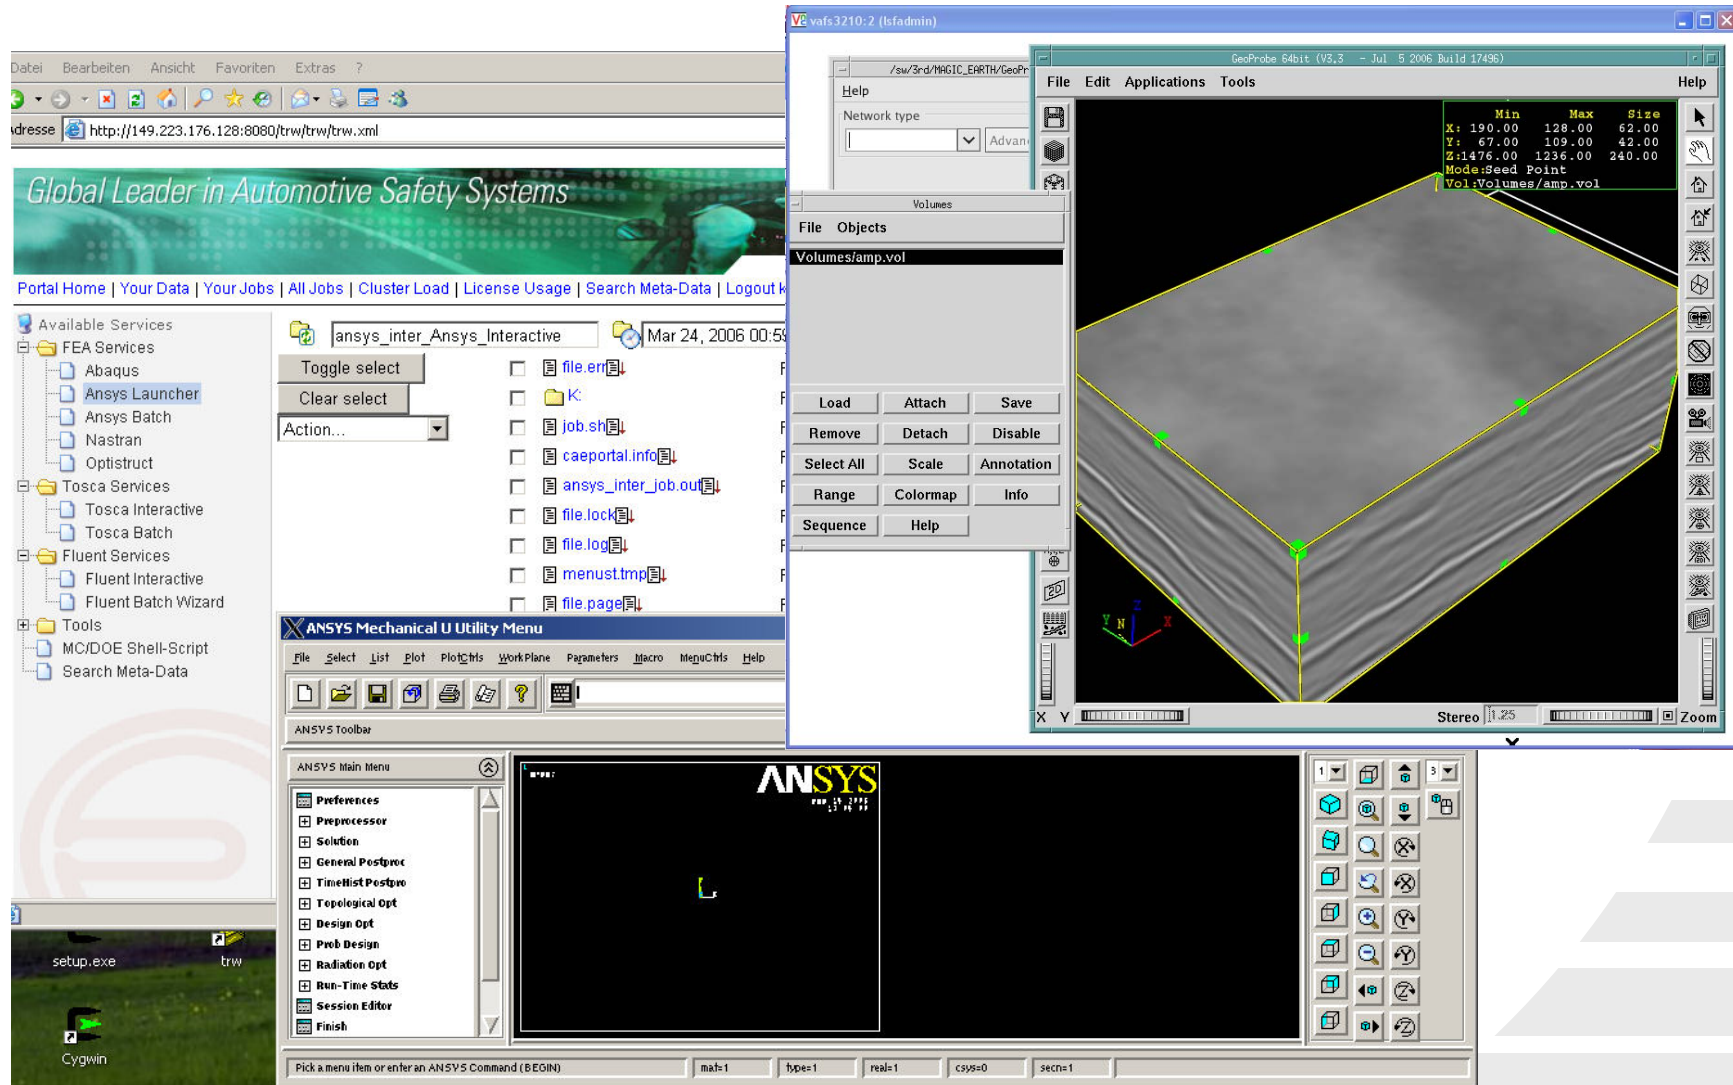 vafs3210:2 (lsfadmin)
Datei Bearbeiten Ansicht Favoriten Extras ?
Adresse http://149.223.176.128:8080/trw/trw/trw.xml
Global Leader in Automotive Safety Systems
Portal Home | Your Data | Your Jobs | All Jobs | Cluster Load | License Usage | Search Meta-Data | Logout k
Available Services
FEA Services
Abaqus
Ansys Launcher
Ansys Batch
Nastran
Optistruct
Tosca Services
Tosca Interactive
Tosca Batch
Fluent Services
Fluent Interactive
Fluent Batch Wizard
Tools
MC/DOE Shell-Script
Search Meta-Data
ansys_inter_Ansys_Interactive
Mar 24, 2006 00:59
Toggle select
Clear select
Action...
file.err
K:
job.sh
caeportal.info
ansys_inter_job.out
file.lock
file.log
menust.tmp
file.page
/sw/3rd/MAGIC_EARTH/GeoPr
Help
Network type
Advan
GeoProbe 64bit (V3.3 - Jul 5 2006 Build 17496)
File Edit Applications Tools Help
Min Max Size
X: 190.00 128.00 62.00
Y: 67.00 109.00 42.00
Z:1476.00 1236.00 240.00
Mode:Seed Point
Vol:Volumes/amp.vol
2D
Y N Z X
X Y
Stereo 1.25
Zoom
Volumes
File Objects
Volumes/amp.vol
Load Attach Save
Remove Detach Disable
Select All Scale Annotation
Range Colormap Info
Sequence Help
ANSYS Mechanical U Utility Menu
File Select List Plot PlotCtrls WorkPlane Parameters Macro MenuCtrls Help
ANSYS Toolbar
ANSYS Main Menu
Preferences
Preprocessor
Solution
General Postproc
TimeHist Postpro
Topological Opt
Design Opt
Prob Design
Radiation Opt
Run-Time Stats
Session Editor
Finish
1
ANSYS
1 3
Pick a menu item or enter an ANSYS Command (BEGIN)
mat=1 type=1 real=1 csys=0 secn=1
setup.exe
trw
Cygwin